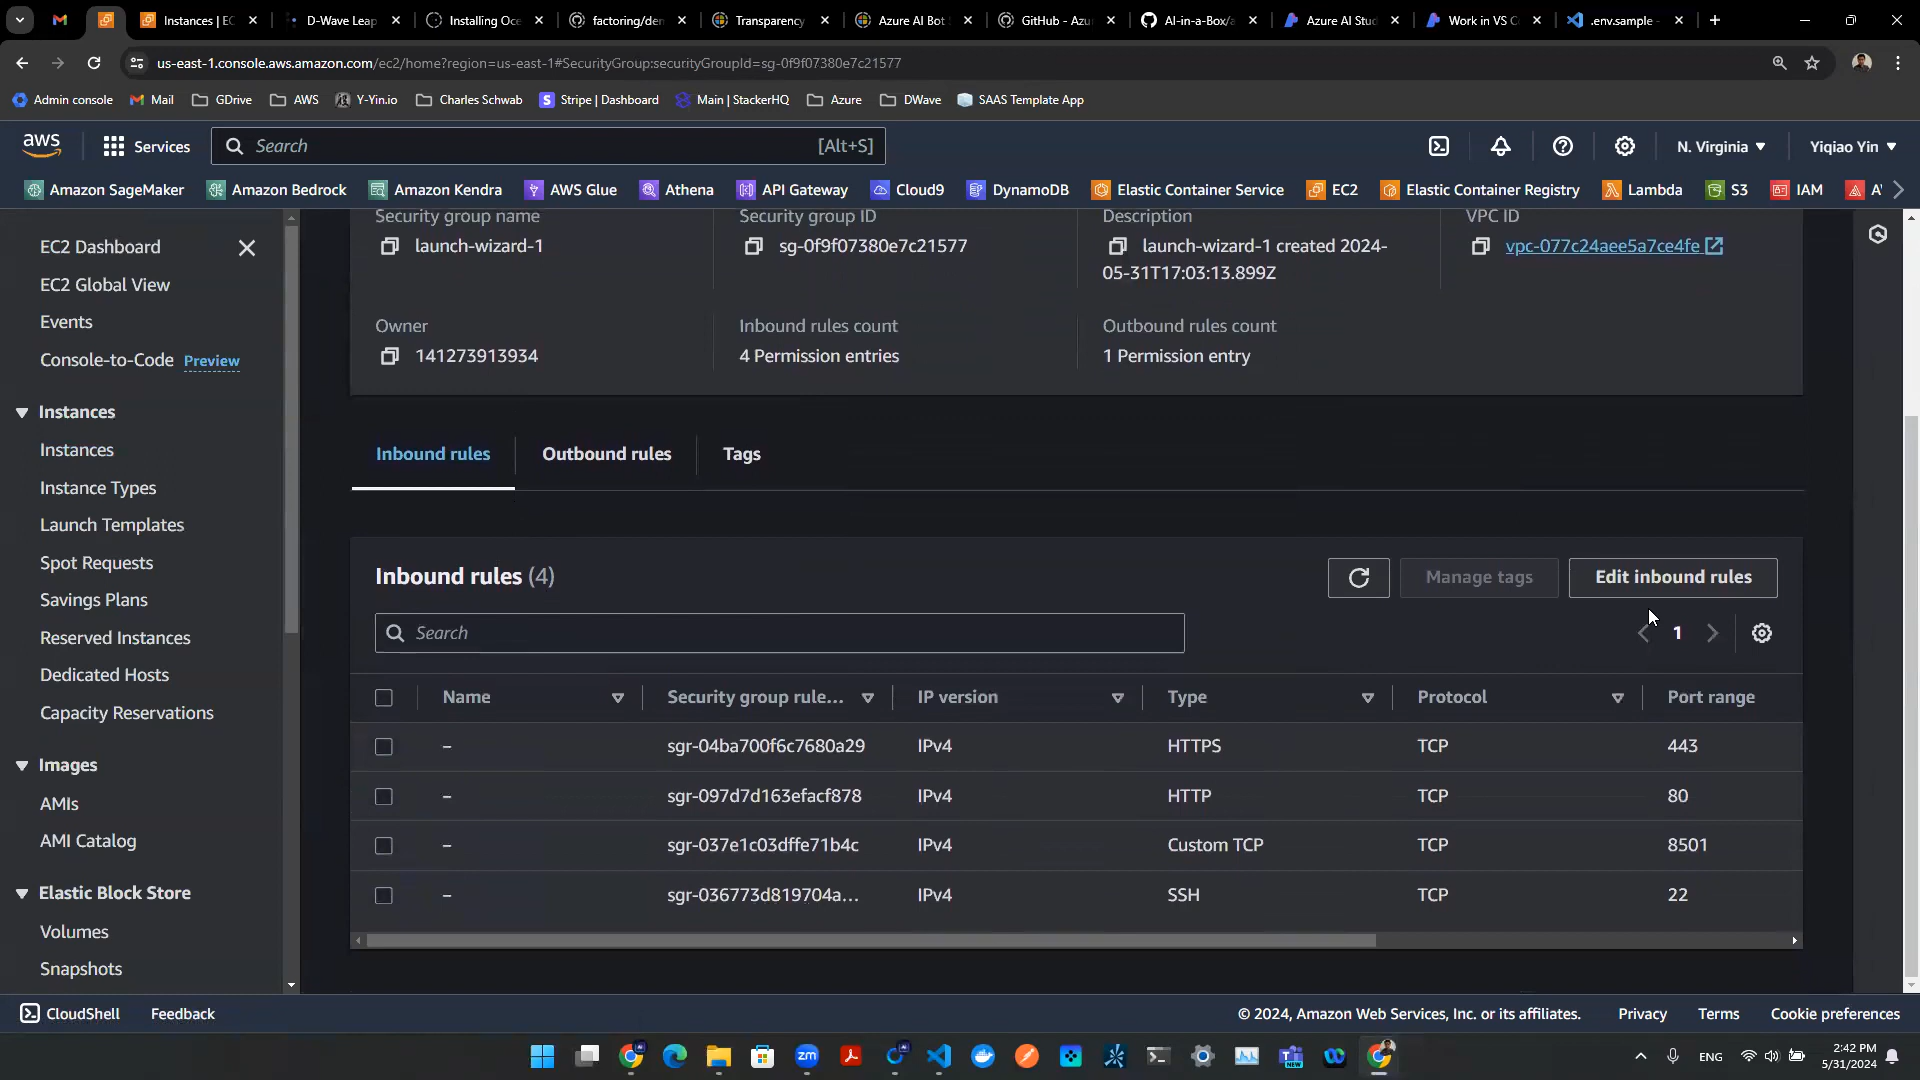 Instances | EC
D-Wave Leap
Installing Oce
factoring/den
Transparency
Azure AI Bot
GitHub - Azu
AI-in-a-Box/a
Azure AI Stud
Work in VS C
.env.sample -
us-east-1.console.aws.amazon.com/ec2/home?region=us-east-1#SecurityGroup:securityGroupId=sg-0f9f07380e7c21577
Admin console
Mail
GDrive
AWS
Y-Yin.io
Charles Schwab
Stripe | Dashboard
Main | StackerHQ
Azure
DWave
SAAS Template App
aws
Services
Search
[Alt+S]
N. Virginia
Yiqiao Yin
Amazon SageMaker
Amazon Bedrock
Amazon Kendra
AWS Glue
Athena
API Gateway
Cloud9
DynamoDB
Elastic Container Service
EC2
Elastic Container Registry
Lambda
S3
IAM
EC2 Dashboard
EC2 Global View
Events
Console-to-Code Preview
Instances
Instances
Instance Types
Launch Templates
Spot Requests
Savings Plans
Reserved Instances
Dedicated Hosts
Capacity Reservations
Images
AMIs
AMI Catalog
Elastic Block Store
Volumes
Snapshots
Security group name
launch-wizard-1
Security group ID
sg-0f9f07380e7c21577
Description
launch-wizard-1 created 2024-
05-31T17:03:13.899Z
VPC ID
vpc-077c24aee5a7ce4fe
Owner
141273913934
Inbound rules count
4 Permission entries
Outbound rules count
1 Permission entry
Inbound rules
Outbound rules
Tags
Inbound rules (4)
Manage tags
Edit inbound rules
Search
1
Name Security group rule... IP version Type Protocol Port range
– sgr-04ba700f6c7680a29 IPv4 HTTPS TCP 443
– sgr-097d7d163efacf878 IPv4 HTTP TCP 80
– sgr-037e1c03dffe71b4c IPv4 Custom TCP TCP 8501
– sgr-036773d819704a... IPv4 SSH TCP 22
CloudShell
Feedback
© 2024, Amazon Web Services, Inc. or its affiliates.
Privacy
Terms
Cookie preferences
ENG
2:42 PM
5/31/2024